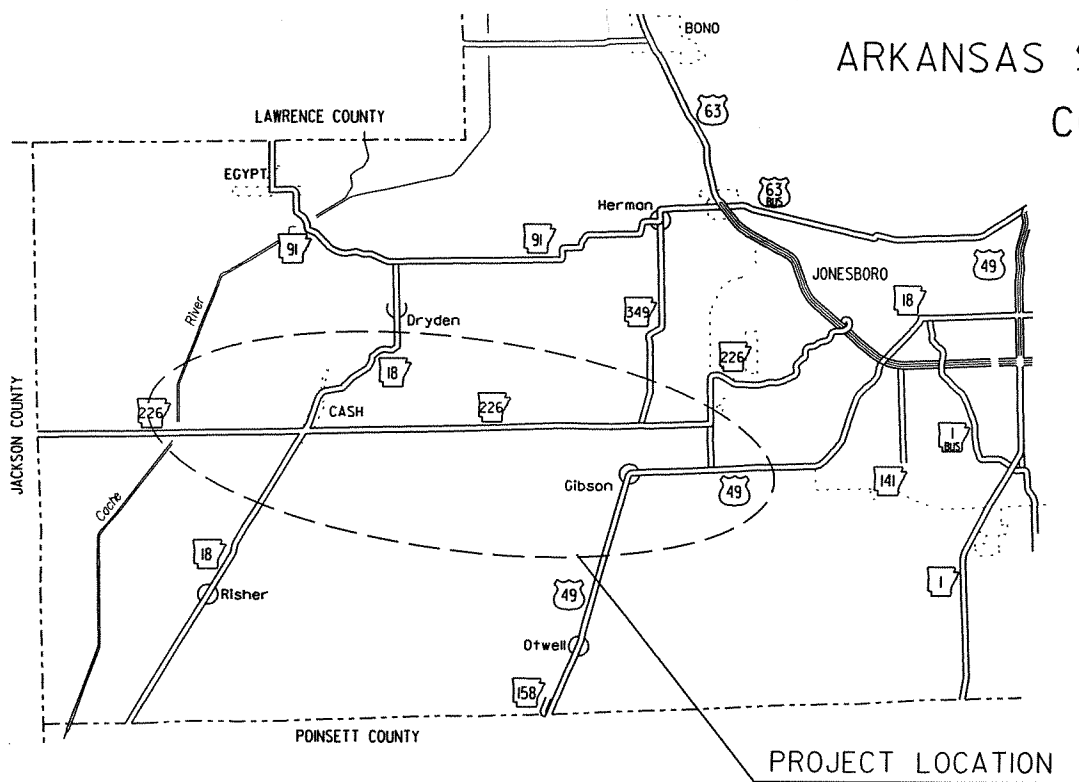 BONO
ARKANSAS
C
63
LAWRENCE COUNTY
EGYPT
63
BUS
Herman
91
91
49
JONESBORO
18
River
349
Dryden
226
18
226
CASH
226
1
BUS
JACKSON COUNTY
Gibson
49
141
Cache
18
Risher
49
1
Otwell
158
POINSETT COUNTY
PROJECT LOCATION